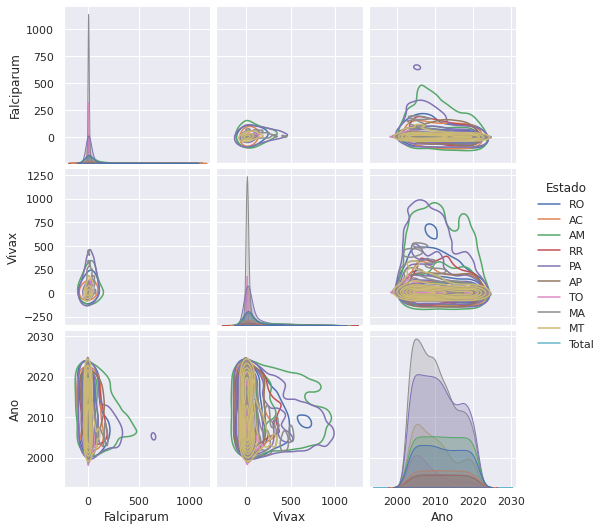 1000
750
500
250
0
Falciparum
1250
1000
750
500
250
0
−250
Vivax
Estado
RO
AC
AM
RR
PA
AP
TO
MA
MT
Total
2030
2020
2010
2000
Ano
0 500 1000
0 500 1000
2000 2010 2020 2030
Falciparum
Vivax
Ano